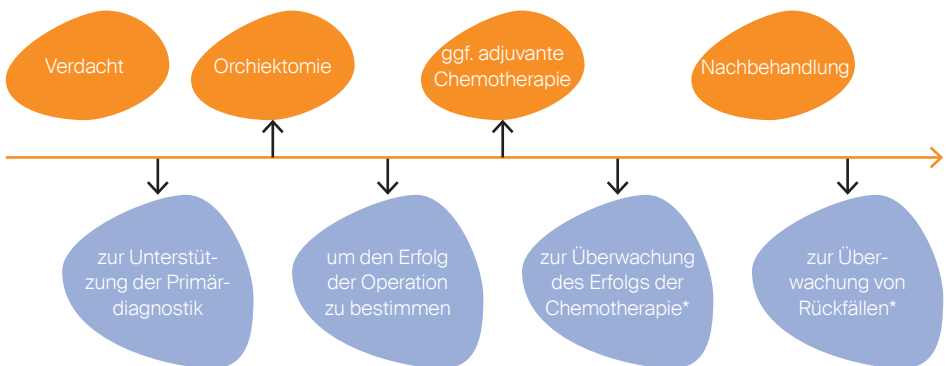 Verdacht
Orchiektomie
ggf. adjuvante
Chemotherapie
Nachbehandlung
zur Unterstüt-
zung der Primär-
diagnostik
um den Erfolg
der Operation
zu bestimmen
zur Überwachung
des Erfolgs der
Chemotherapie*
zur Über-
wachung von
Rückfällen*